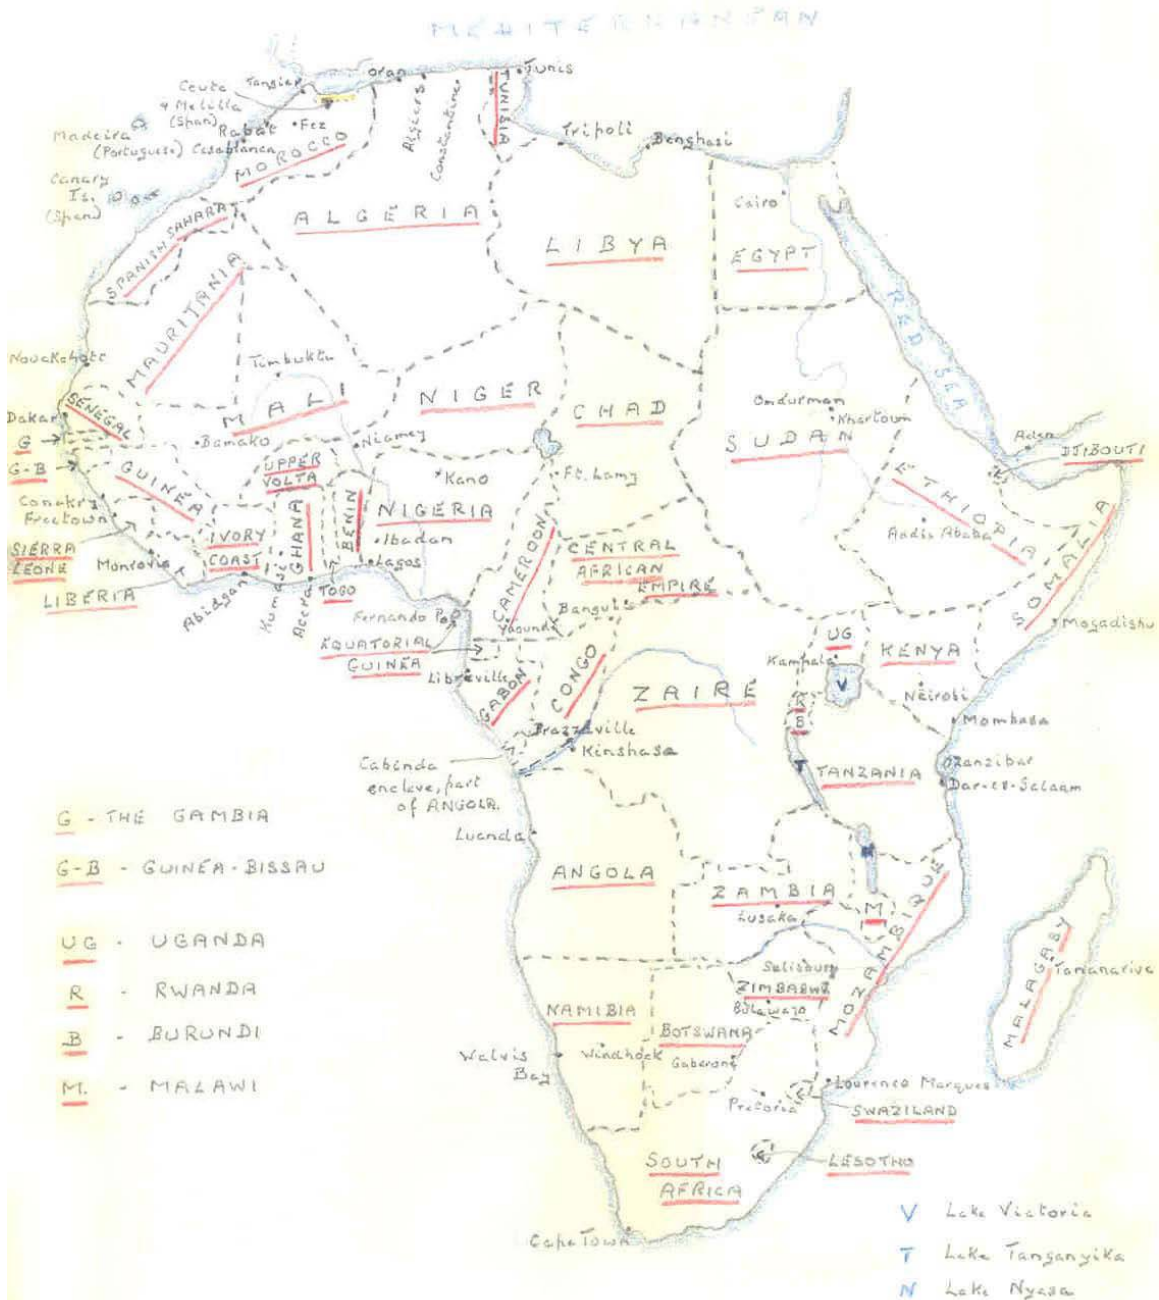 MEDITERRANEAN
Ceuta
& Melilla
(Span)
Tangier
Oran
Algiers
Constantine
TUNISIA
Tunis
Tripoli
Benghasi
Madeira
(Portuguese)
Rabat
Fez
Casablanca
MOROCCO
Canary
Is.
(Span)
SPANISH SAHARA
ALGERIA
LIBYA
Cairo
EGYPT
RED SEA
MAURITANIA
Nouakchott
Timbuktu
MALI
NIGER
CHAD
Omdurman
Khartoum
SUDAN
Aden
DJIBOUTI
Dakar
SENEGAL
G
G-B
Bamako
Niamey
UPPER
VOLTA
Kano
Ft. Lamy
ETHIOPIA
Addis Ababa
SOMALIA
GUINEA
Conakry
Freetown
SIERRA
LEONE
Monrovia
LIBERIA
IVORY
COAST
GHANA
BENIN
NIGERIA
Ibadan
Lagos
TOGO
Abidgan
Kumasi
Accra
CAMEROON
CENTRAL
AFRICAN
EMPIRE
Bangui
Fernando Po
Yaounde
EQUATORIAL
GUINEA
Libreville
GABON
CONGO
ZAIRE
UG
Kampala
KENYA
Mogadishu
V
Neirobi
R
B
Mombasa
Brazzaville
Kinshasa
Cabinda
enclave, part
of ANGOLA.
T
TANZANIA
Zanzibar
Dar-es-Salaam
G - THE GAMBIA
G-B - GUINEA-BISSAU
UG - UGANDA
R - RWANDA
B - BURUNDI
M. - MALAWI
Luanda
ANGOLA
ZAMBIA
Lusaka
N
M
MOZAMBIQUE
MALAGASY
Tananarive
Salisbury
ZIMBABWE
Bulawayo
NAMIBIA
BOTSWANA
Walvis
Bay
Windhoek
Gaberone
Lourenco Marques
Pretoria
SWAZILAND
SOUTH
AFRICA
LESOTHO
Cape Town
V Lake Victoria
T Lake Tanganyika
N Lake Nyasa